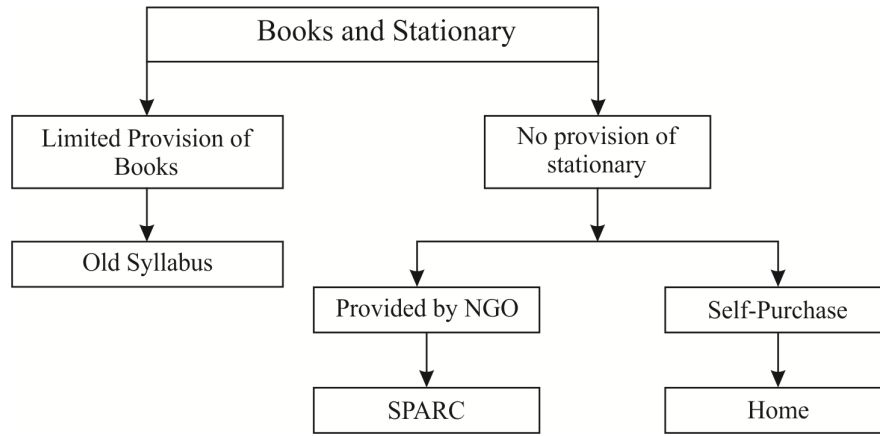 Books and Stationary
Limited Provision of
Books
No provision of
stationary
Old Syllabus
Provided by NGO
Self-Purchase
SPARC
Home